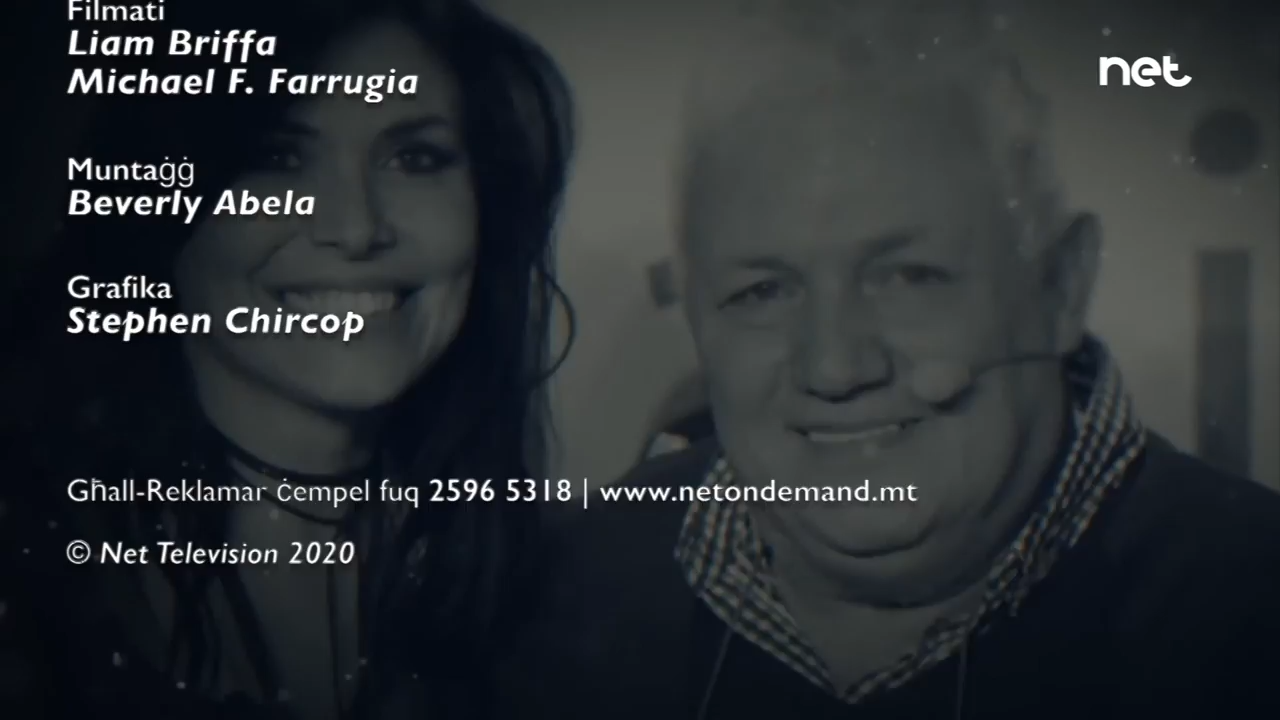 Filmati
Liam Briffa
Michael F. Farrugia
net
Muntaġġ
Beverly Abela
Grafika
Stephen Chircop
Għall-Reklamar ċempel fuq 2596 5318 | www.netondemand.mt
© Net Television 2020